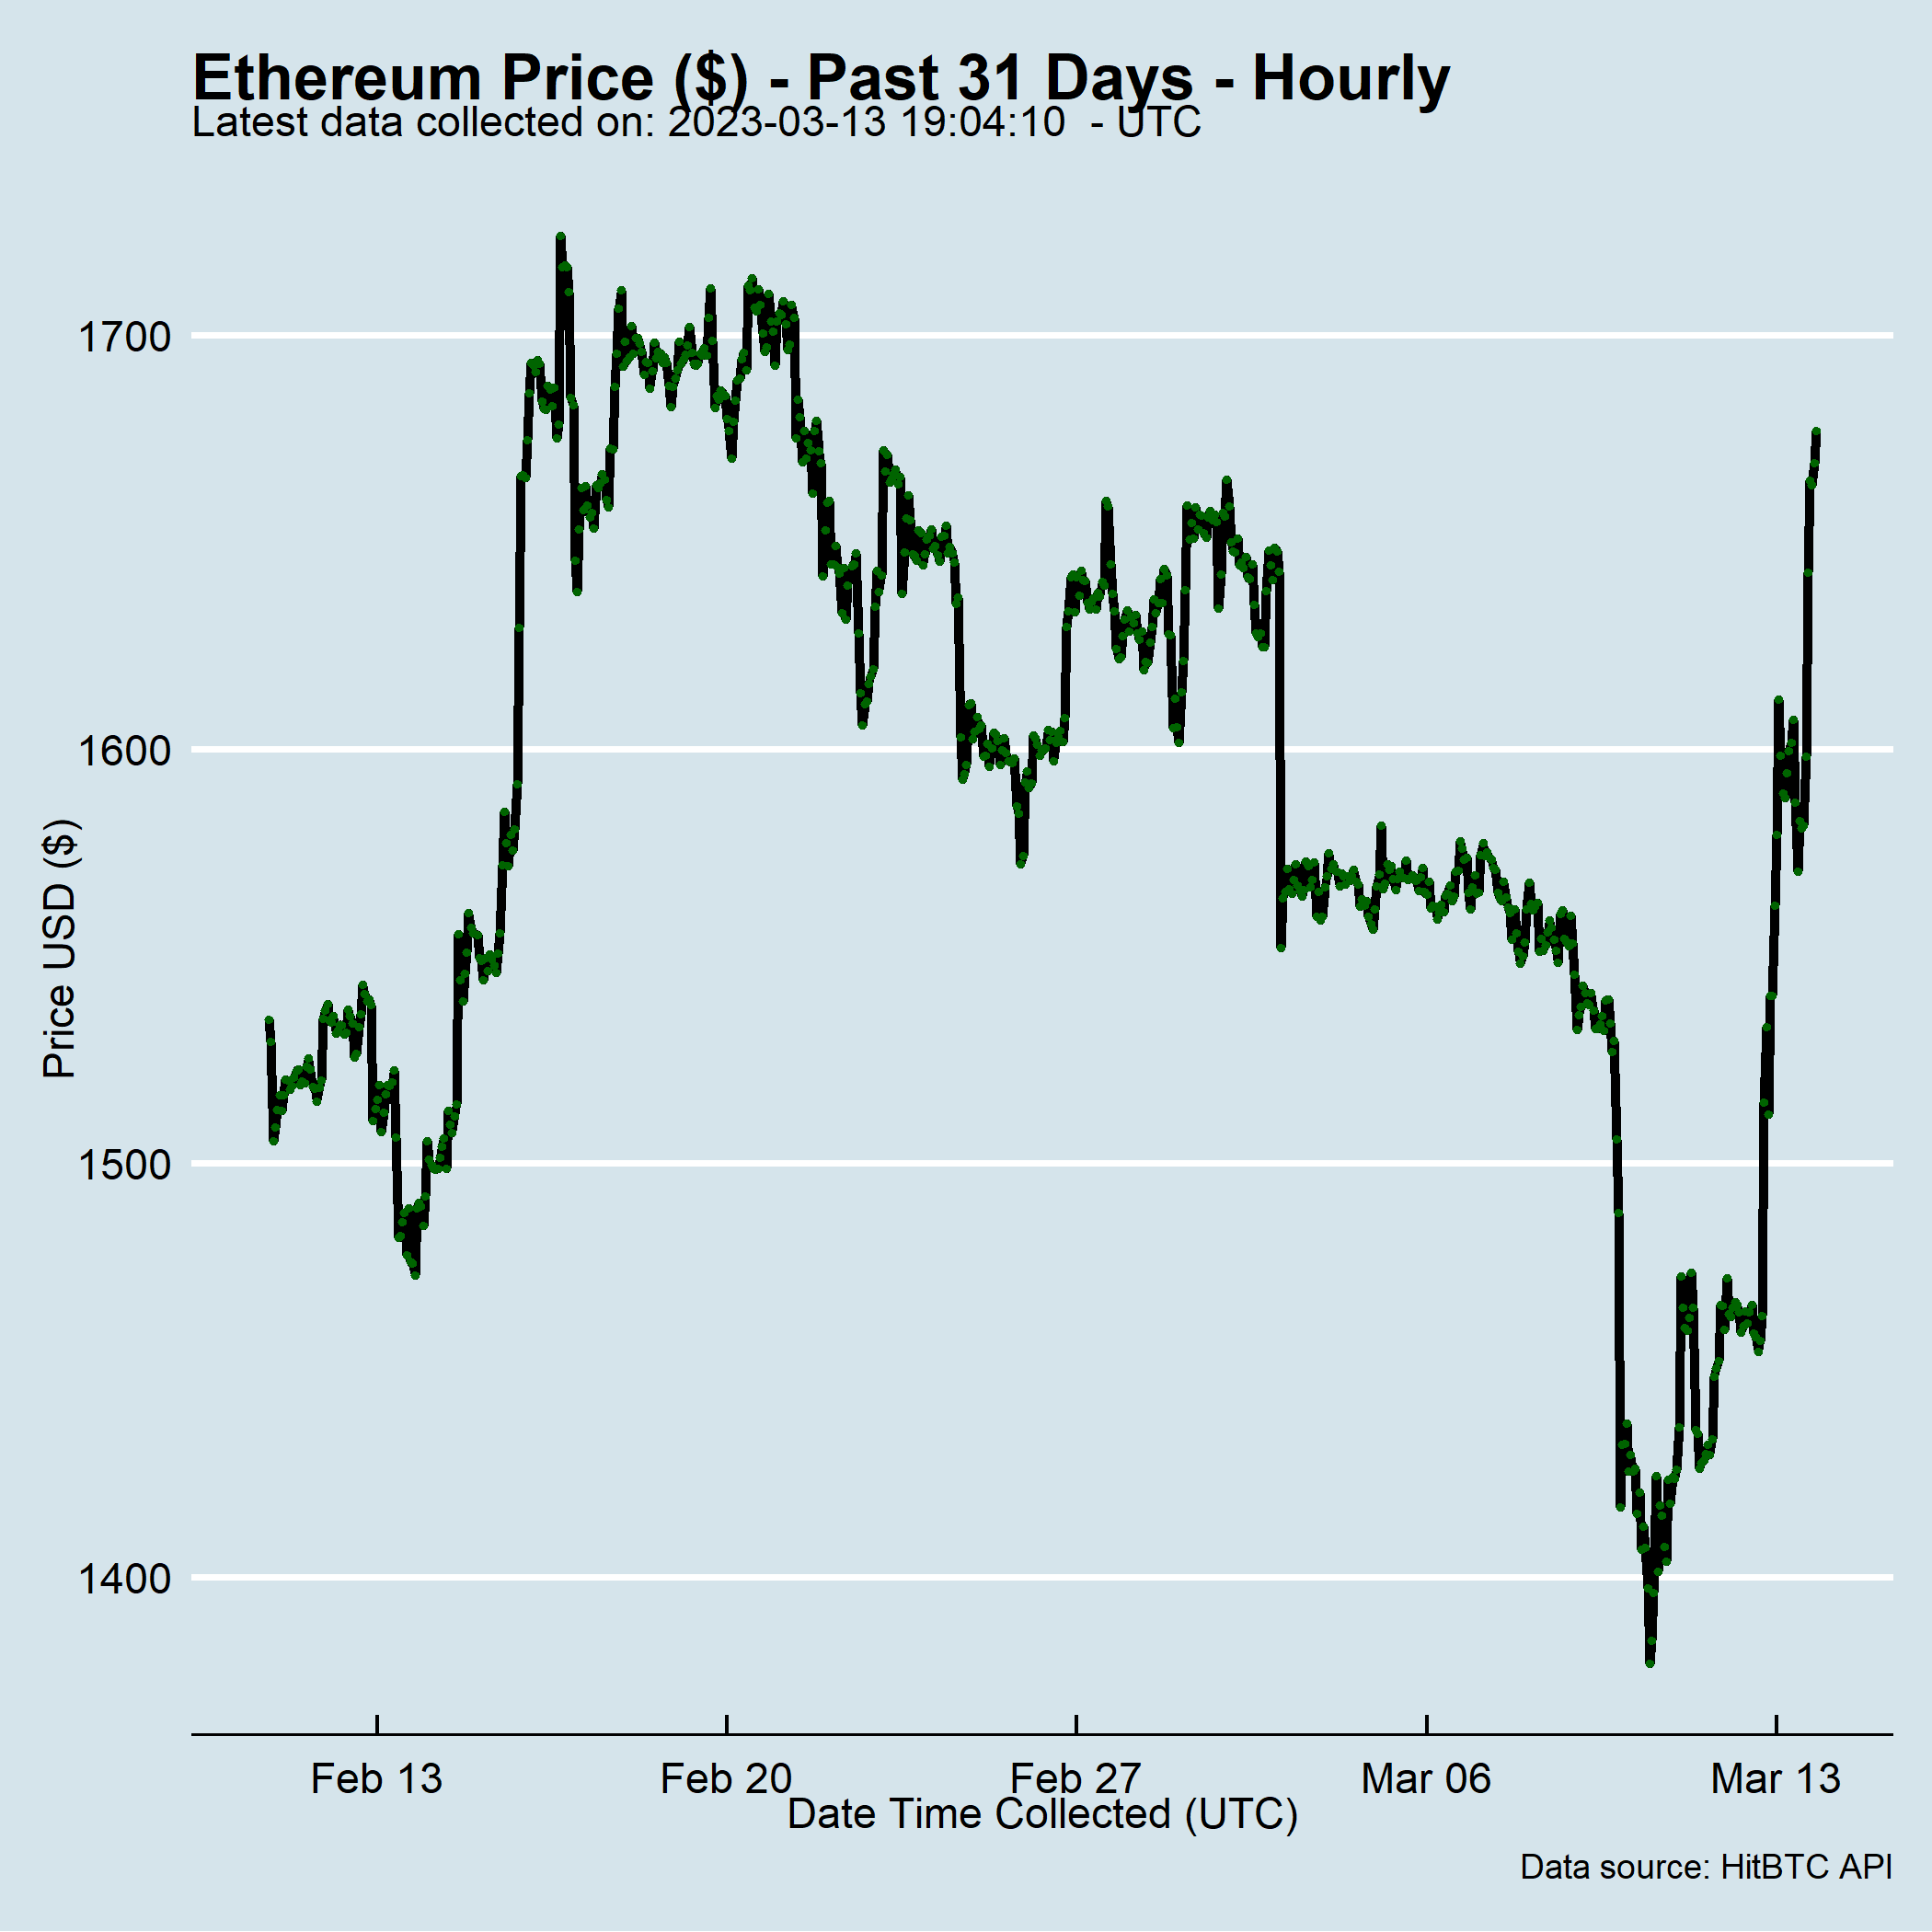 Ethereum Price ($) - Past 31 Days - Hourly
Latest data collected on: 2023-03-13 19:04:10  - UTC
1700
1600
1500
1400
Price USD ($)
Feb 13
Feb 20
Feb 27
Mar 06
Mar 13
Date Time Collected (UTC)
Data source: HitBTC API